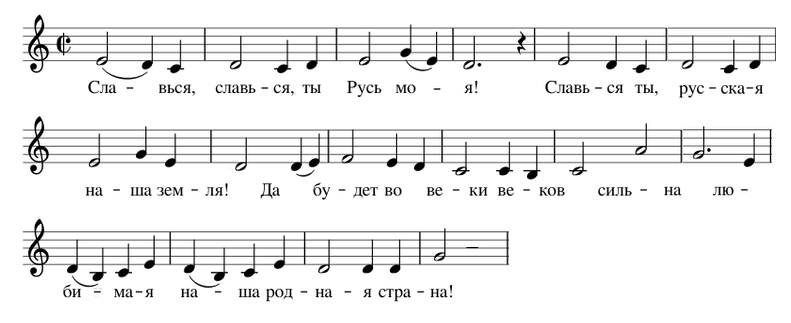 Сла – вься, славь – ся, ты Русь мо – я! Славь – ся ты, рус – ска – я
на – ша зем – ля! Да бу – дет во ве – ки ве – ков силь – на лю –
би – ма – я на – ша род – на – я стра – на!